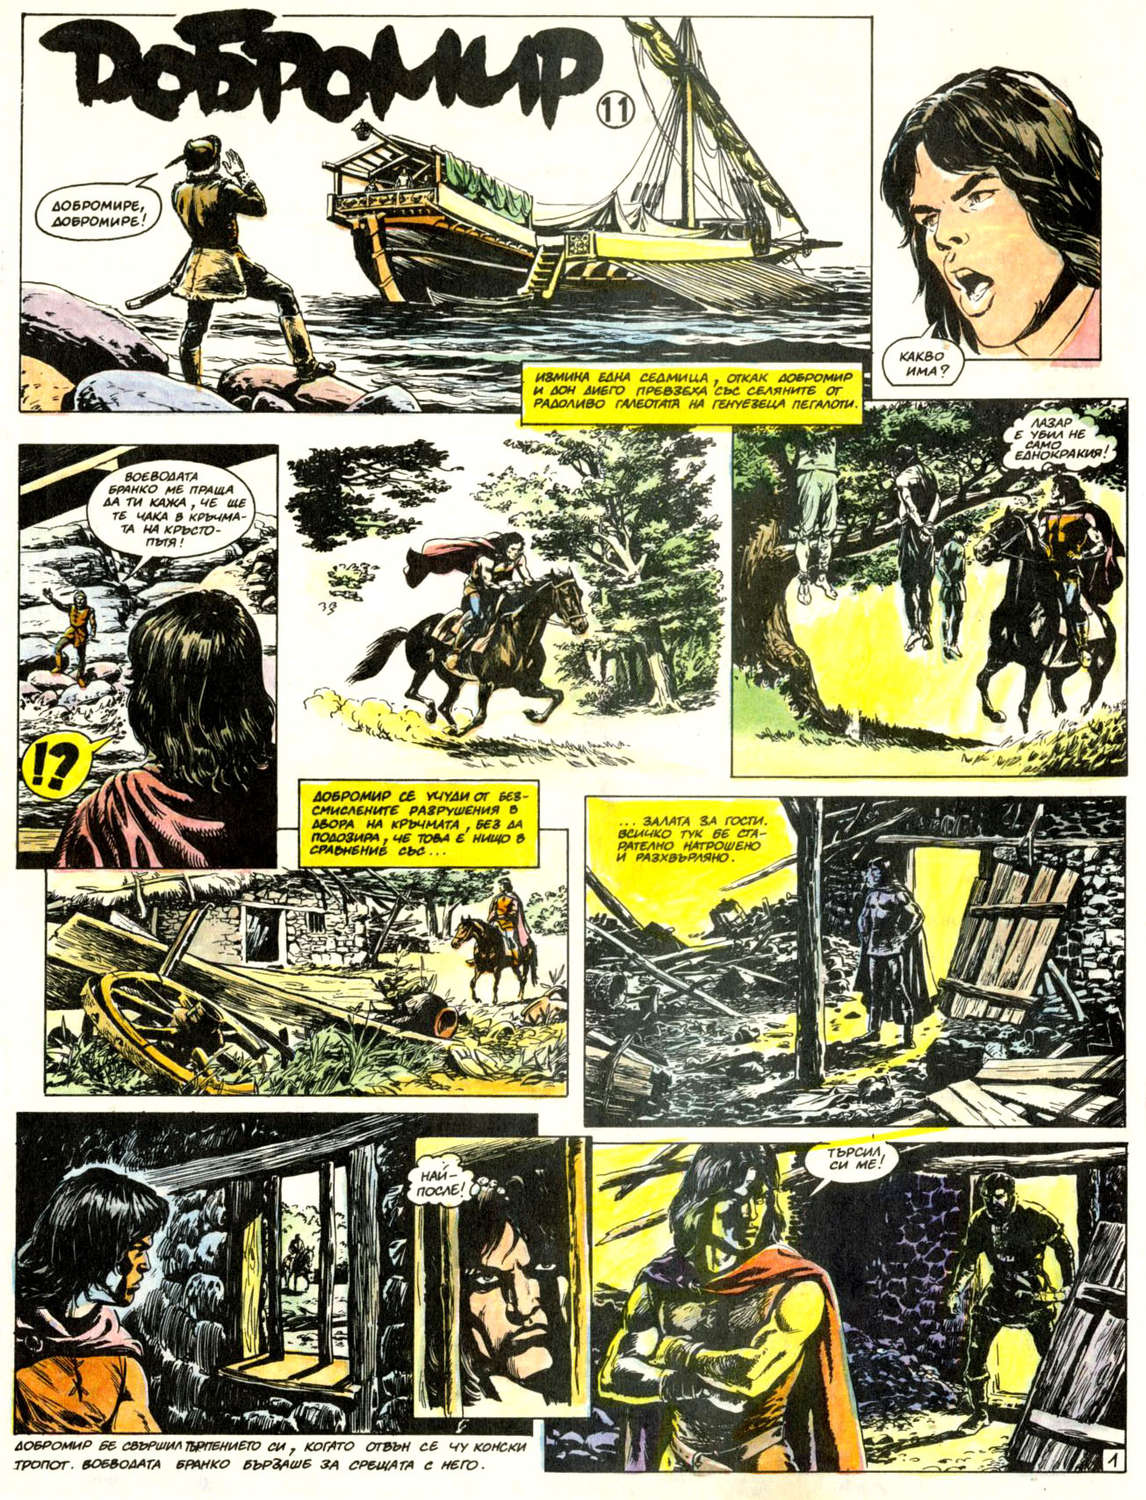 ДОБРОМИР
11
ДОБРОМИРЕ,
ДОБРОМИРЕ!
КАКВО
ИМА?
ИЗМИНА ЕДНА СЕДМИЦА, ОТКАК ДОБРОМИР
И ДОН ДИЕГО ПРЕВЗЕХА СЪС СЕЛЯНИТЕ ОТ
РАДОЛИВО ГАЛЕОТАТА НА ГЕНУЕЗЕЦА ПЕГАЛОТИ.
ВОЕВОДАТА
БРАНКО МЕ ПРАЩА
ДА ТИ КАЖА, ЧЕ ЩЕ
ТЕ ЧАКА В КРЪЧМА-
ТА НА КРЪСТО-
ПЪТЯ!
!?
ЛАЗАР
Е УБИЛ НЕ
САМО
ЕДНОКРАКИЯ!
ДОБРОМИР СЕ УЧУДИ ОТ БЕЗ-
СМИСЛЕНИТЕ РАЗРУШЕНИЯ В
ДВОРА НА КРЪЧМАТА, БЕЗ ДА
ПОДОЗИРА, ЧЕ ТОВА Е НИЩО В
СРАВНЕНИЕ СЪС...
... ЗАЛАТА ЗА ГОСТИ.
ВСИЧКО ТУК БЕ СТА-
РАТЕЛНО НАТРОШЕНО
И РАЗХВЪРЛЯНО.
НАЙ-
ПОСЛЕ!
ТЪРСИЛ
СИ МЕ!
ДОБРОМИР БЕ СВЪРШИЛ ТЪРПЕНИЕТО СИ, КОГАТО ОТВЪН СЕ ЧУ КОНСКИ
ТРОПОТ. ВОЕВОДАТА БРАНКО БЪРЗАШЕ ЗА СРЕЩАТА С НЕГО.
1